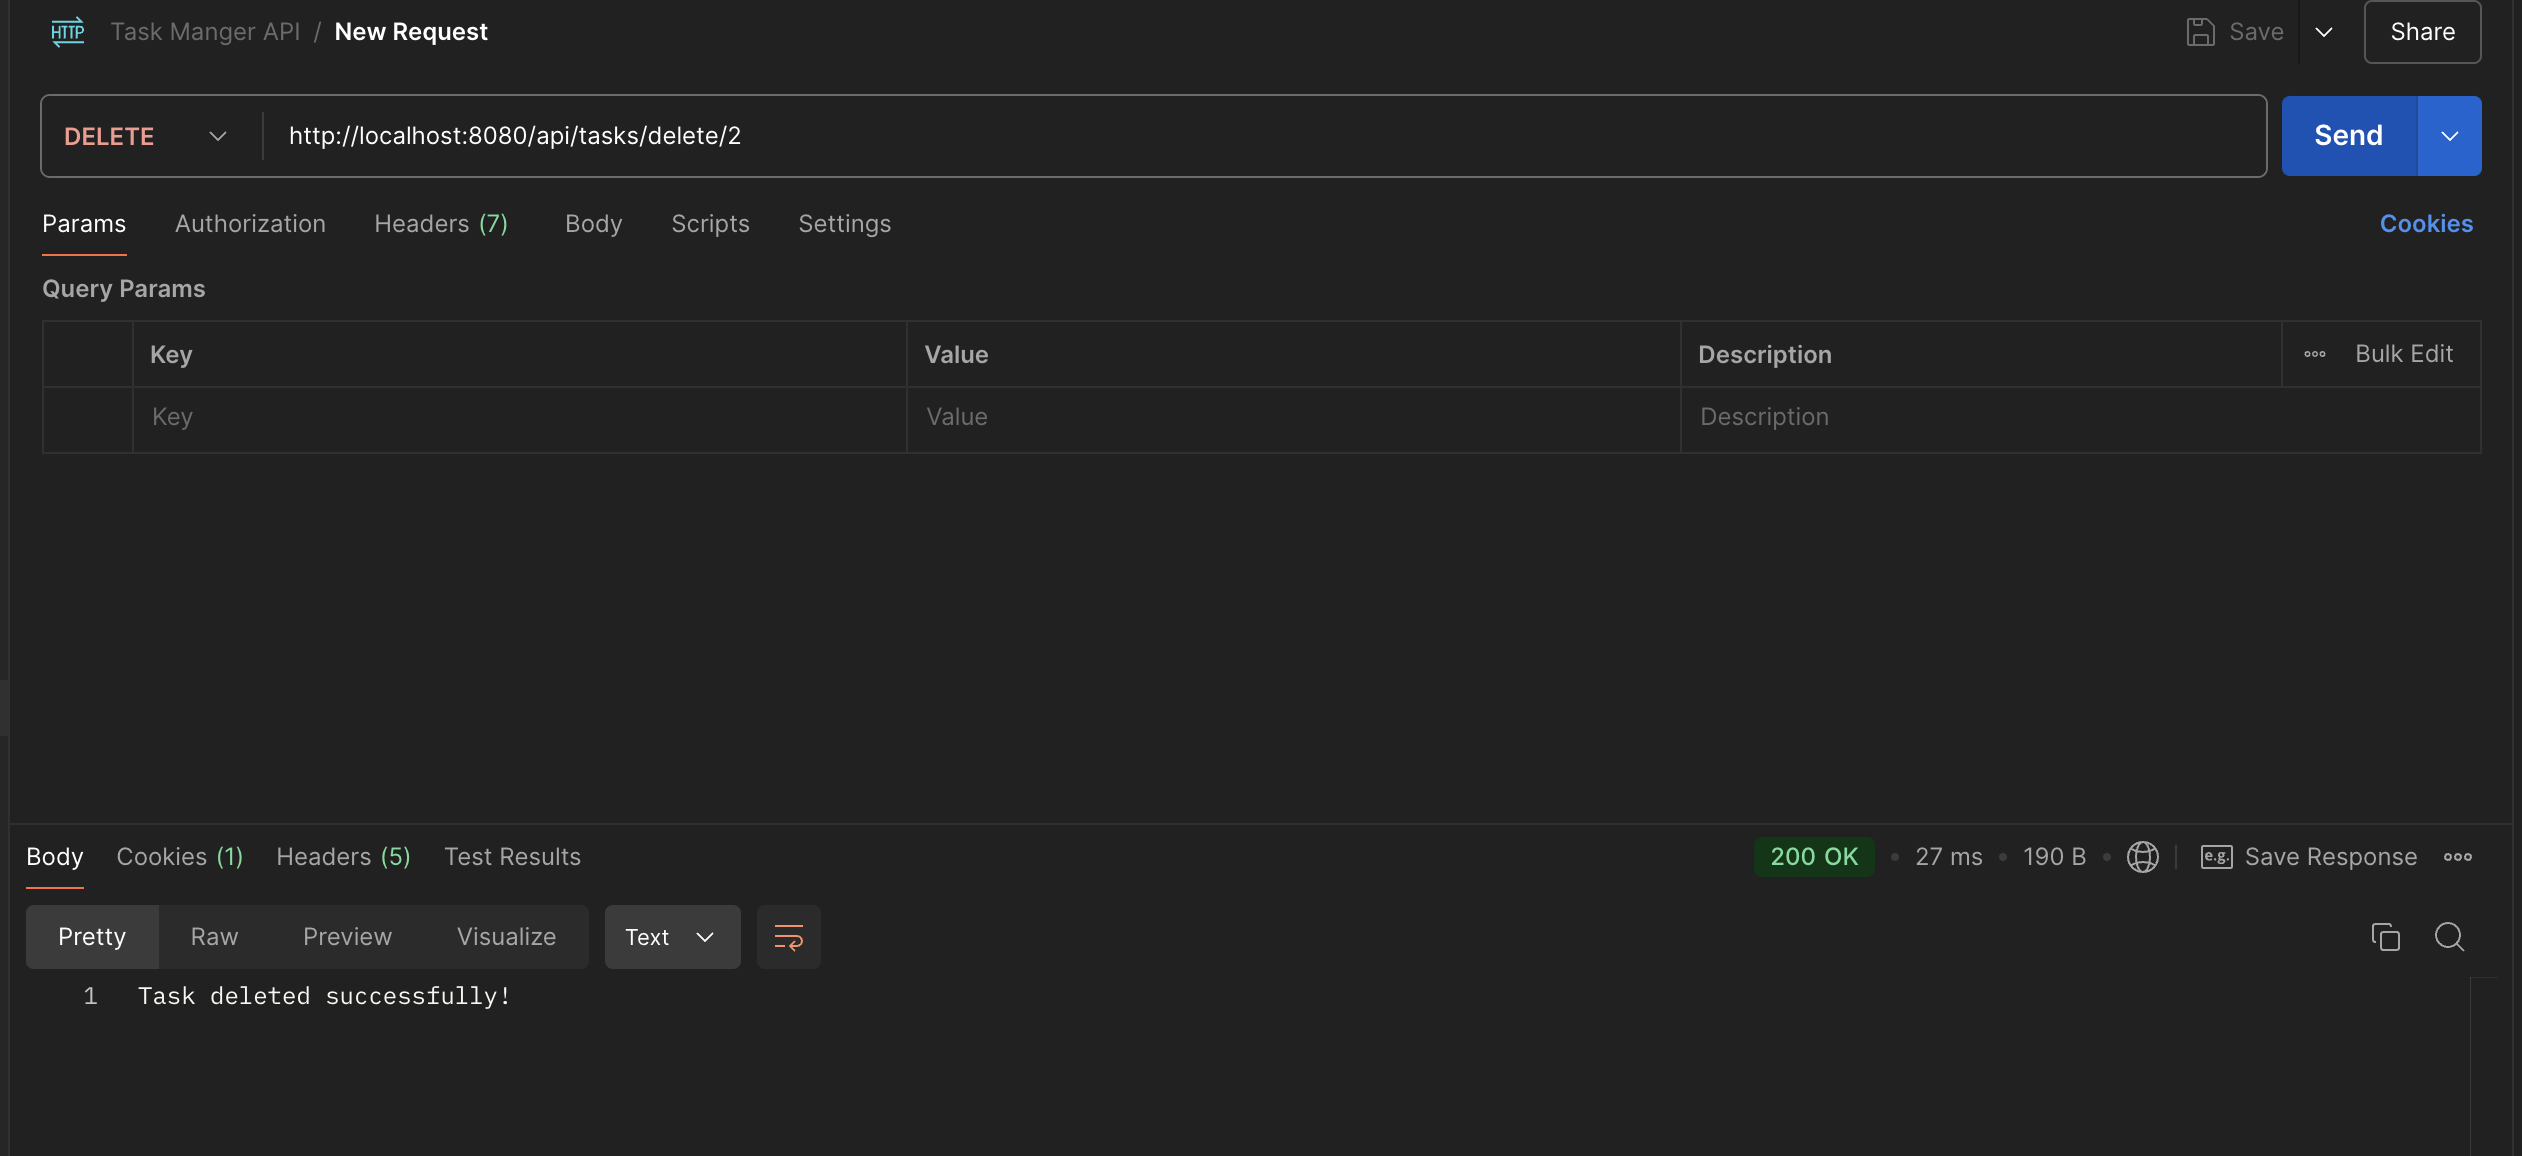 HTTP Task Manger API / New Request Save Share
DELETE http://localhost:8080/api/tasks/delete/2 Send
Params Authorization Headers (7) Body Scripts Settings Cookies
Query Params
Key Value Description Bulk Edit
Key Value Description
Body Cookies (1) Headers (5) Test Results 200 OK • 27 ms • 190 B • e.g. Save Response
Pretty Raw Preview Visualize Text
1 Task deleted successfully!